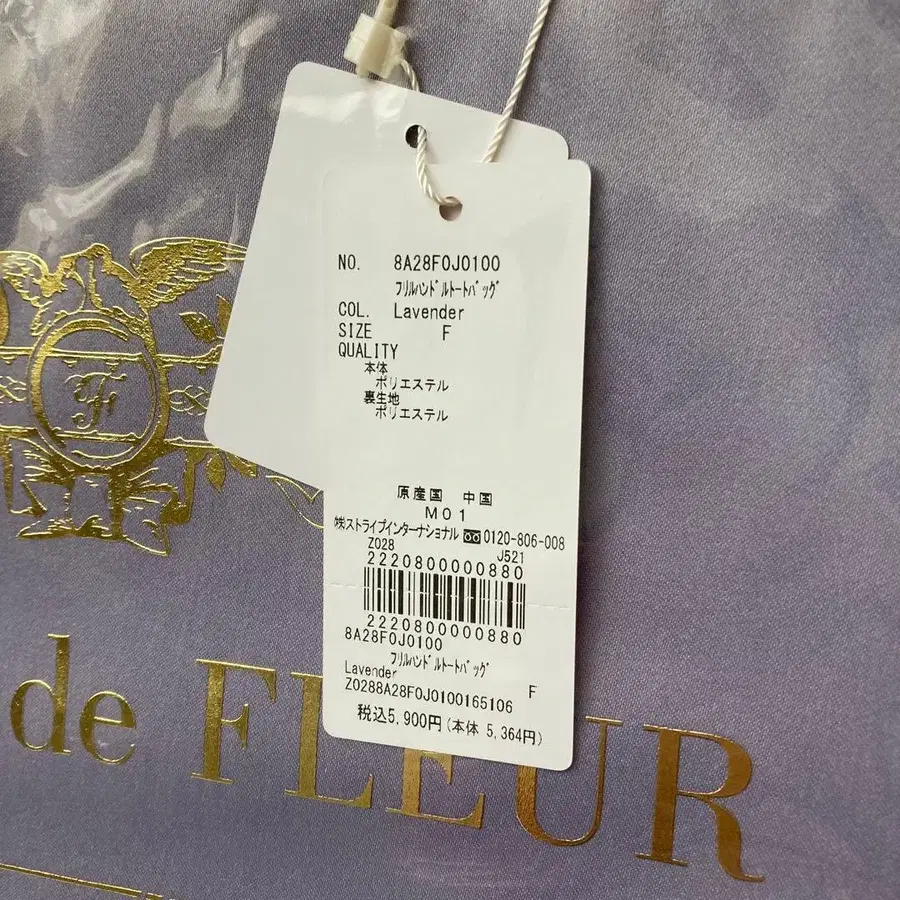 NO. 8A28F0J0100
ﾌﾘﾙﾊﾝﾄﾞﾙﾄｰﾄﾊﾞｯｸﾞ
COL. Lavender
SIZE F
QUALITY
本体
ポリエステル
裏生地
ポリエステル
原産国 中国
M01
㈱ストライプインターナショナル 0120-806-008
Z028 J521
2220800000880
2220800000880
8A28F0J0100
ﾌﾘﾙﾊﾝﾄﾞﾙﾄｰﾄﾊﾞｯｸﾞ
Lavender F
Z0288A28F0J0100165106
税込5,900円(本体 5,364円)
F
de FLEUR